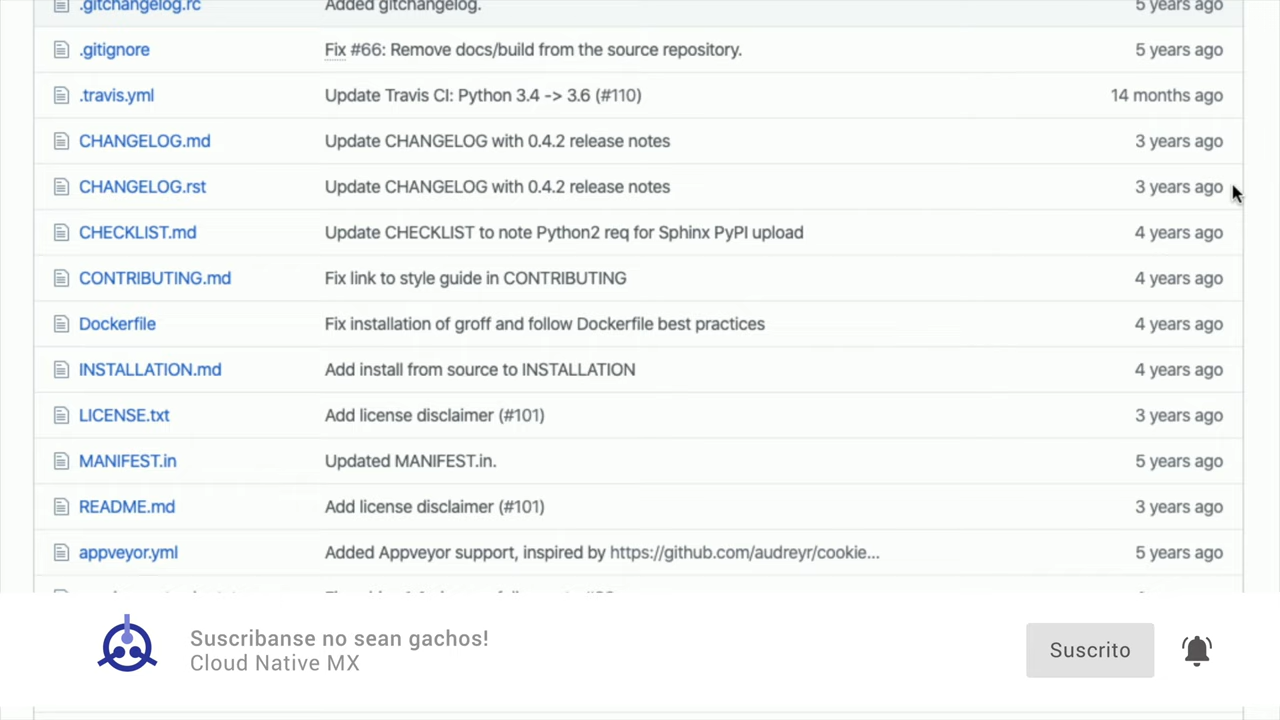 .gitchangelog.rc Added gitchangelog. 5 years ago
.gitignore Fix #66: Remove docs/build from the source repository. 5 years ago
.travis.yml Update Travis CI: Python 3.4 -> 3.6 (#110) 14 months ago
CHANGELOG.md Update CHANGELOG with 0.4.2 release notes 3 years ago
CHANGELOG.rst Update CHANGELOG with 0.4.2 release notes 3 years ago
CHECKLIST.md Update CHECKLIST to note Python2 req for Sphinx PyPI upload 4 years ago
CONTRIBUTING.md Fix link to style guide in CONTRIBUTING 4 years ago
Dockerfile Fix installation of groff and follow Dockerfile best practices 4 years ago
INSTALLATION.md Add install from source to INSTALLATION 4 years ago
LICENSE.txt Add license disclaimer (#101) 3 years ago
MANIFEST.in Updated MANIFEST.in. 5 years ago
README.md Add license disclaimer (#101) 3 years ago
appveyor.yml Added Appveyor support, inspired by https://github.com/audreyr/cookie... 5 years ago
Suscribanse no sean gachos!
Cloud Native MX
Suscrito